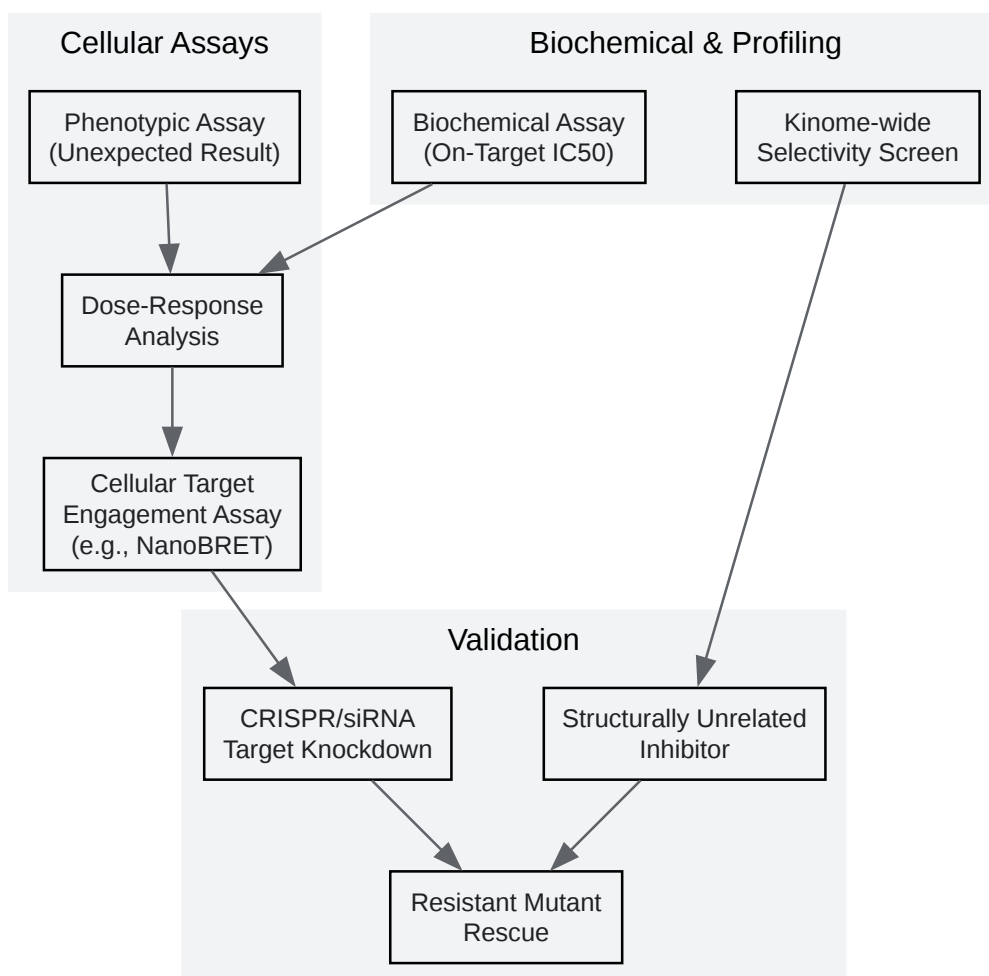 Cellular Assays
Biochemical & Profiling
Phenotypic Assay
(Unexpected Result)
Biochemical Assay
(On-Target IC50)
Kinome-wide
Selectivity Screen
Dose-Response
Analysis
Cellular Target
Engagement Assay
(e.g., NanoBRET)
Validation
CRISPR/siRNA
Target Knockdown
Structurally Unrelated
Inhibitor
Resistant Mutant
Rescue